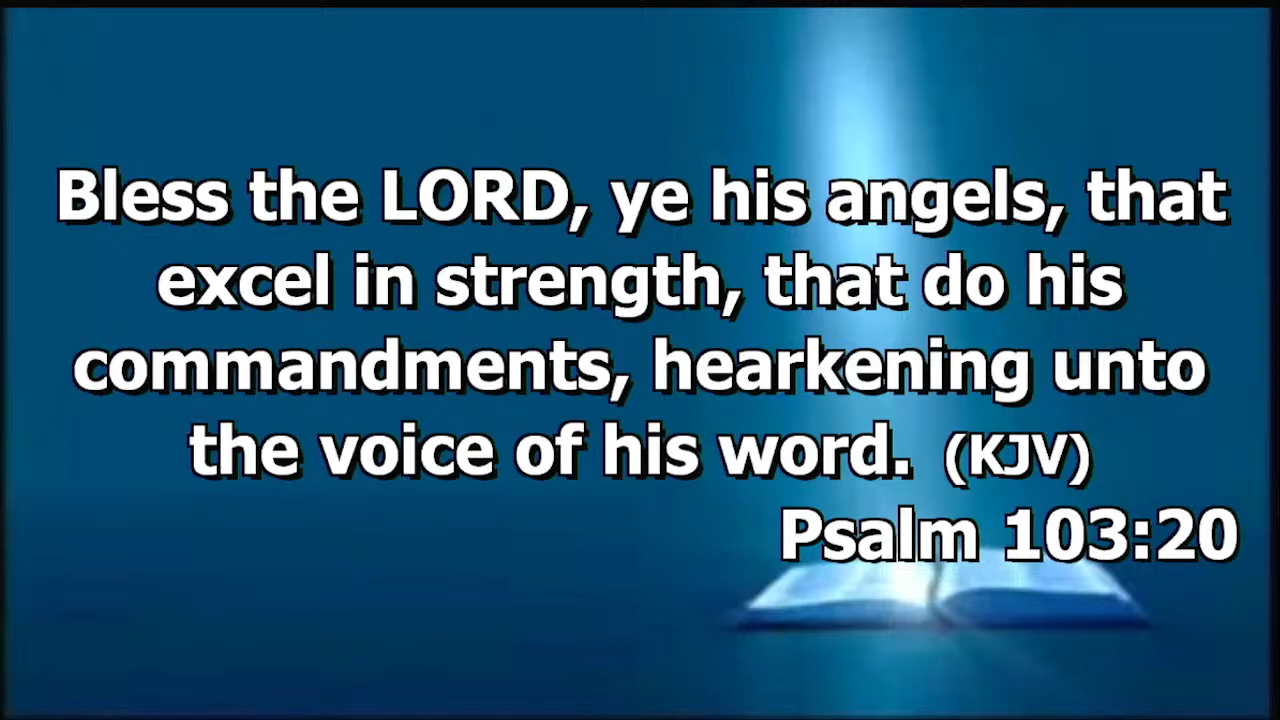 Bless the LORD, ye his angels, that
excel in strength, that do his
commandments, hearkening unto
the voice of his word. (KJV)
Psalm 103:20